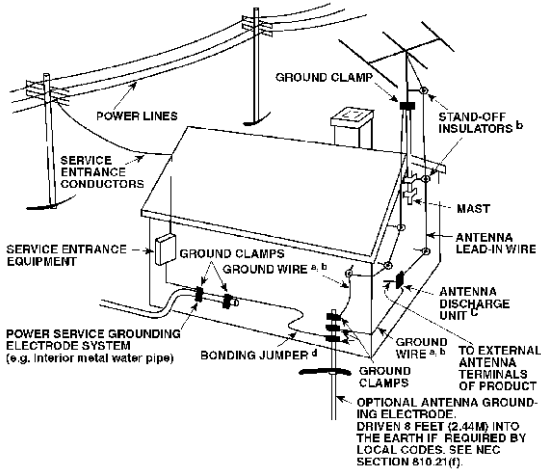 GROUND CLAMP
POWER LINES
STAND-OFF
INSULATORS b
SERVICE
ENTRANCE
CONDUCTORS
MAST
ANTENNA
LEAD-IN WIRE
SERVICE ENTRANCE
EQUIPMENT
GROUND CLAMPS
GROUND WIRE a, b
ANTENNA
DISCHARGE
UNIT C
POWER SERVICE GROUNDING
ELECTRODE SYSTEM
(e.g. Interior metal water pipe)
BONDING JUMPER d
GROUND
WIRE a, b
GROUND
CLAMPS
TO EXTERNAL
ANTENNA
TERMINALS
OF PRODUCT
OPTIONAL ANTENNA GROUND-
ING ELECTRODE.
DRIVEN 8 FEET (2.44M) INTO
THE EARTH IF REQUIRED BY
LOCAL CODES. SEE NEC
SECTION 810.21(f).